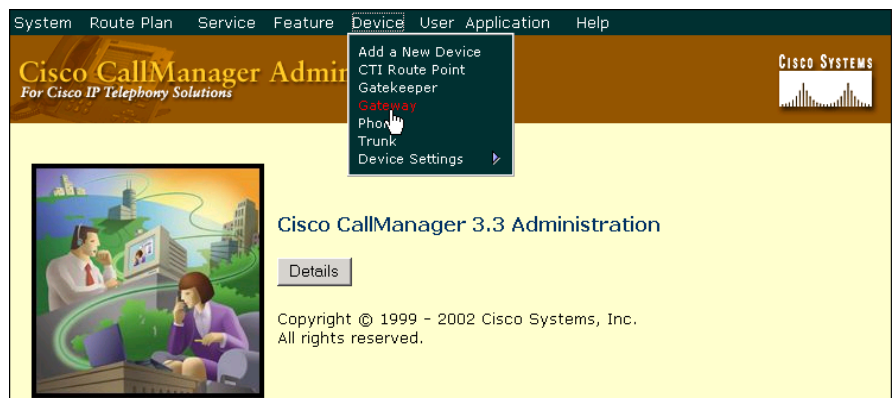 System Route Plan Service Feature Device User Application Help
Cisco CallManager Admin
For Cisco IP Telephony Solutions
CISCO SYSTEMS
Add a New Device
CTI Route Point
Gatekeeper
Gateway
Phone
Trunk
Device Settings
Cisco CallManager 3.3 Administration
Details
Copyright © 1999 - 2002 Cisco Systems, Inc.
All rights reserved.